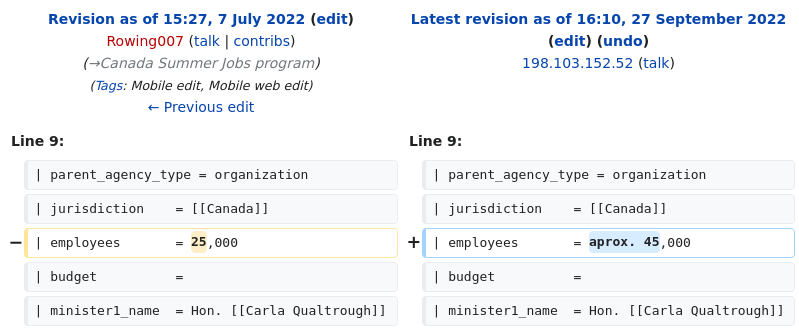 Revision as of 15:27, 7 July 2022 (edit)
Rowing007 (talk | contribs)
(→Canada Summer Jobs program)
(Tags: Mobile edit, Mobile web edit)
← Previous edit
Latest revision as of 16:10, 27 September 2022
(edit) (undo)
198.103.152.52 (talk)
Line 9:
Line 9:
| parent_agency_type = organization
| parent_agency_type = organization
| jurisdiction    = [[Canada]]
| jurisdiction    = [[Canada]]
− | employees       = 25,000
+ | employees       = aprox. 45,000
| budget          =
| budget          =
| minister1_name  = Hon. [[Carla Qualtrough]]
| minister1_name  = Hon. [[Carla Qualtrough]]